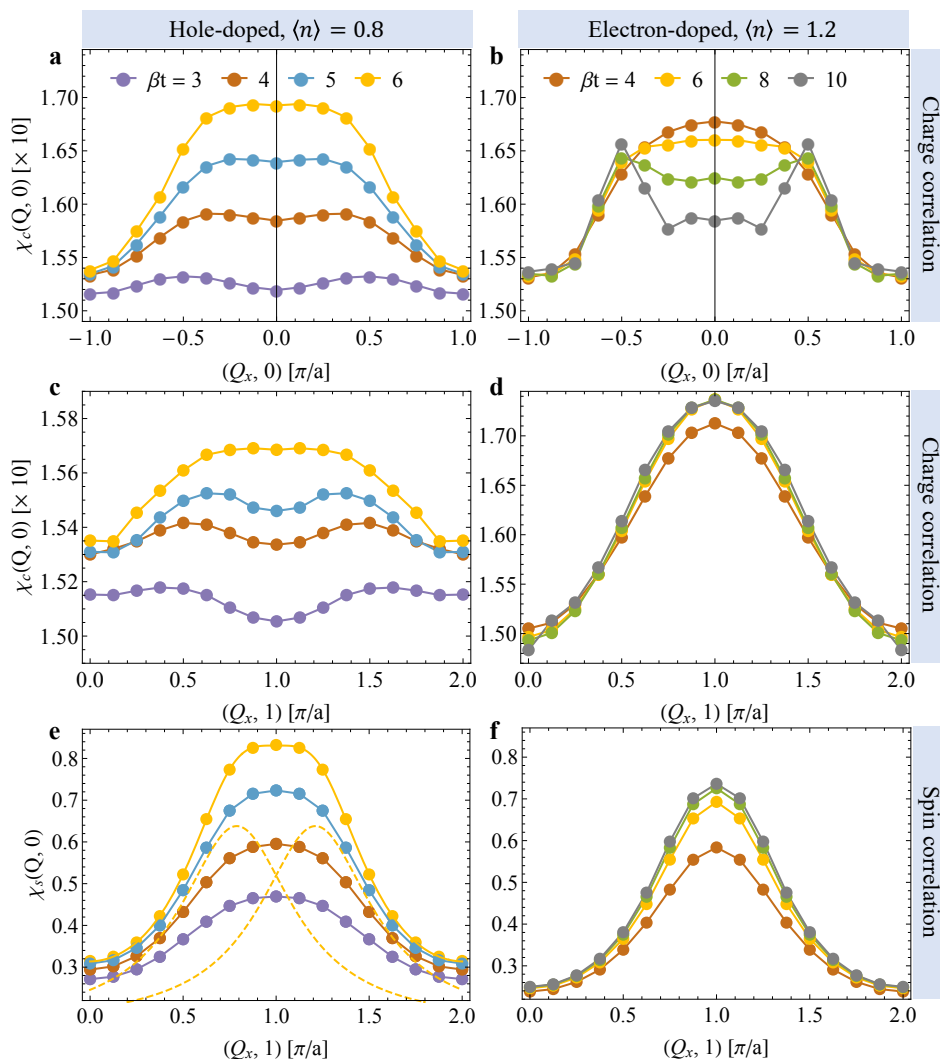 Hole-doped, ⟨n⟩ = 0.8
Electron-doped, ⟨n⟩ = 1.2
a
βt = 3 4 5 6
1.70
1.65
1.60
1.55
1.50
χc(Q, 0) [× 10]
−1.0 −0.5 0.0 0.5 1.0
(Qx, 0) [π/a]
b
βt = 4 6 8 10
1.70
1.65
1.60
1.55
1.50
−1.0 −0.5 0.0 0.5 1.0
(Qx, 0) [π/a]
Charge correlation
c
1.58
1.56
1.54
1.52
1.50
χc(Q, 0) [× 10]
0.0 0.5 1.0 1.5 2.0
(Qx, 1) [π/a]
d
1.70
1.65
1.60
1.55
1.50
0.0 0.5 1.0 1.5 2.0
(Qx, 1) [π/a]
Charge correlation
e
0.8
0.7
0.6
0.5
0.4
0.3
χs(Q, 0)
0.0 0.5 1.0 1.5 2.0
(Qx, 1) [π/a]
f
0.8
0.7
0.6
0.5
0.4
0.3
0.0 0.5 1.0 1.5 2.0
(Qx, 1) [π/a]
Spin correlation